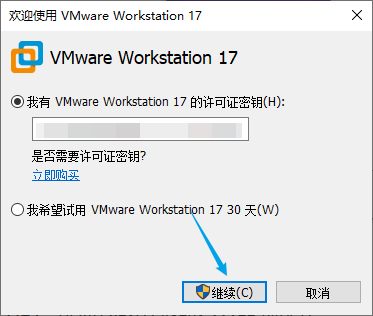 欢迎使用 VMware Workstation 17
VMware Workstation 17
我有 VMware Workstation 17 的许可证密钥(H):
是否需要许可证密钥?
立即购买
我希望试用 VMware Workstation 17 30 天(W)
继续(C)
取消